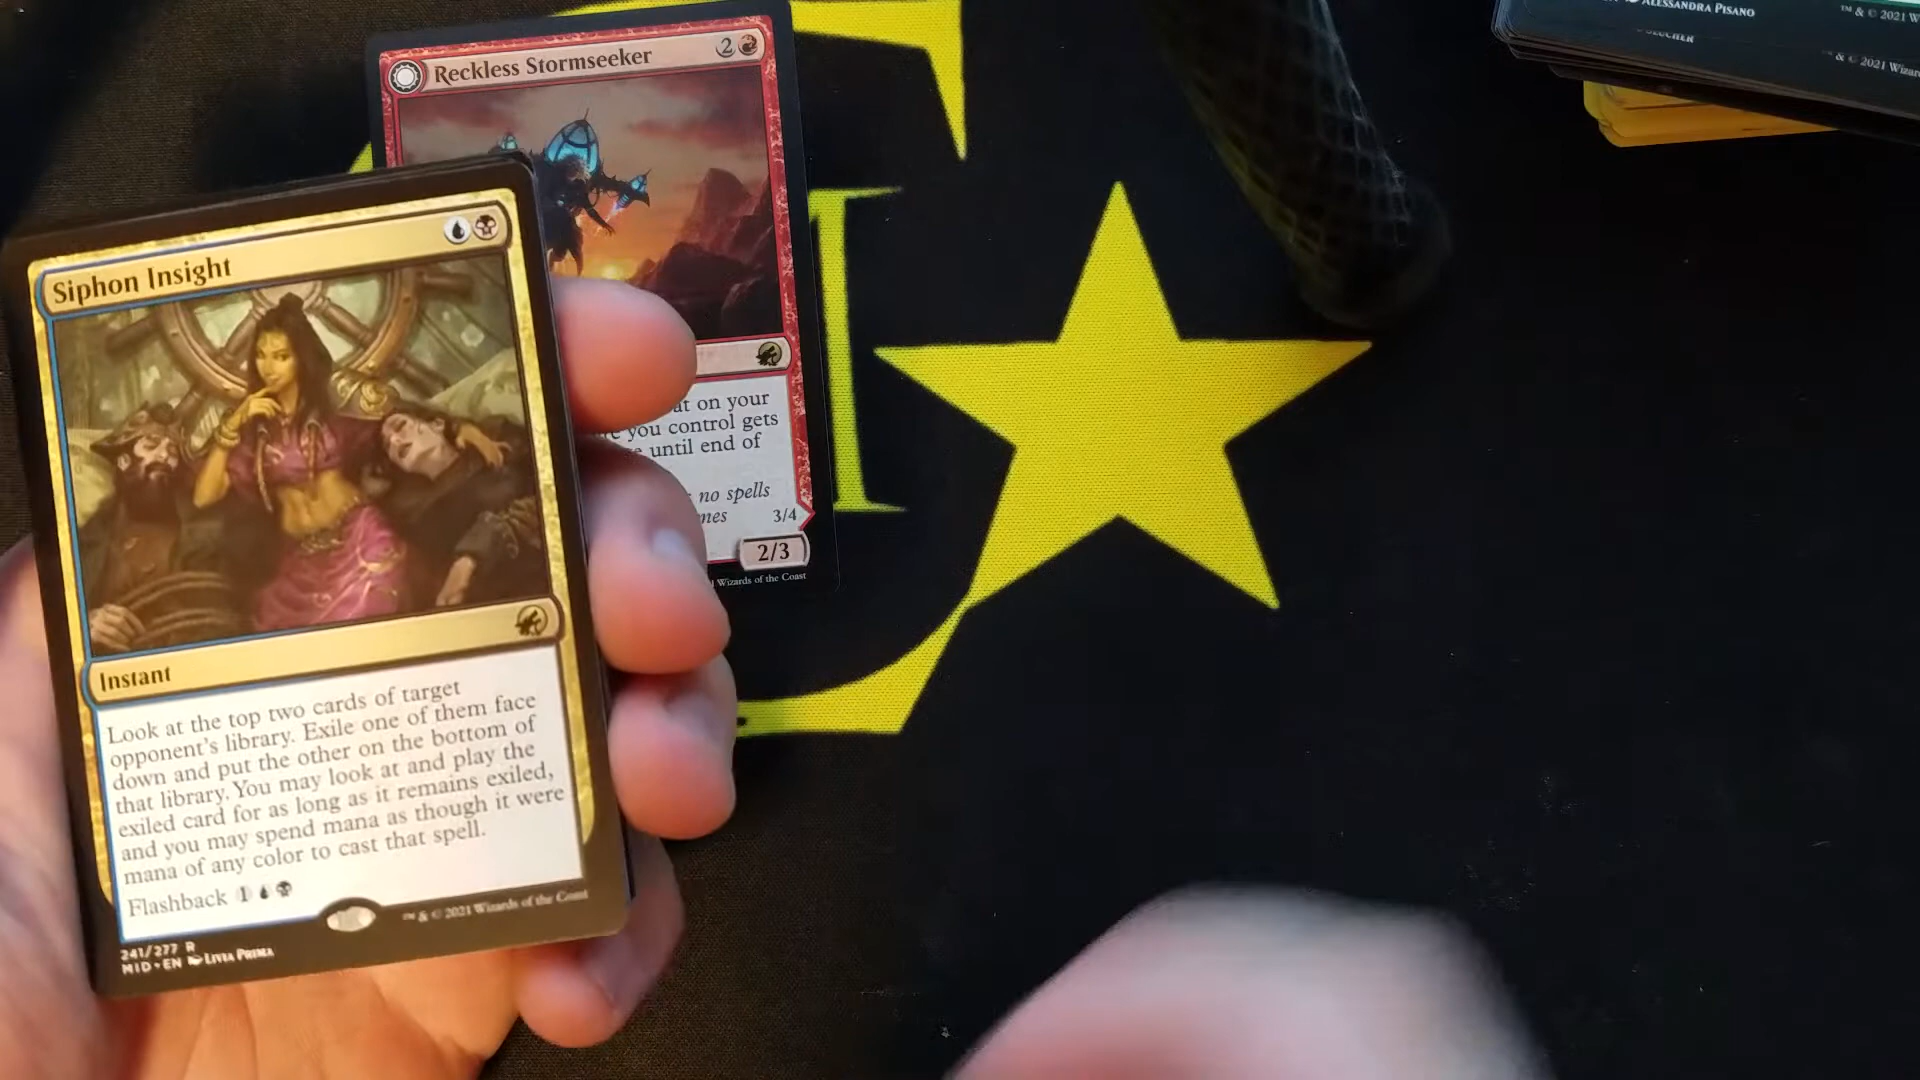 Reckless Stormseeker 2
at on your
you control gets
until end of
no spells
mes
3/4
2/3
Wizards of the Coast
Siphon Insight
Instant
Look at the top two cards of target
opponent's library. Exile one of them face
down and put the other on the bottom of
that library. You may look at and play the
exiled card for as long as it remains exiled,
and you may spend mana as though it were
mana of any color to cast that spell.
Flashback 1
™ & © 2021 Wizards of the Coast
241/277 R
MID • EN Livia Prima
Alessandra Pisano
™ & © 2021 W
& © 2021 Wizar